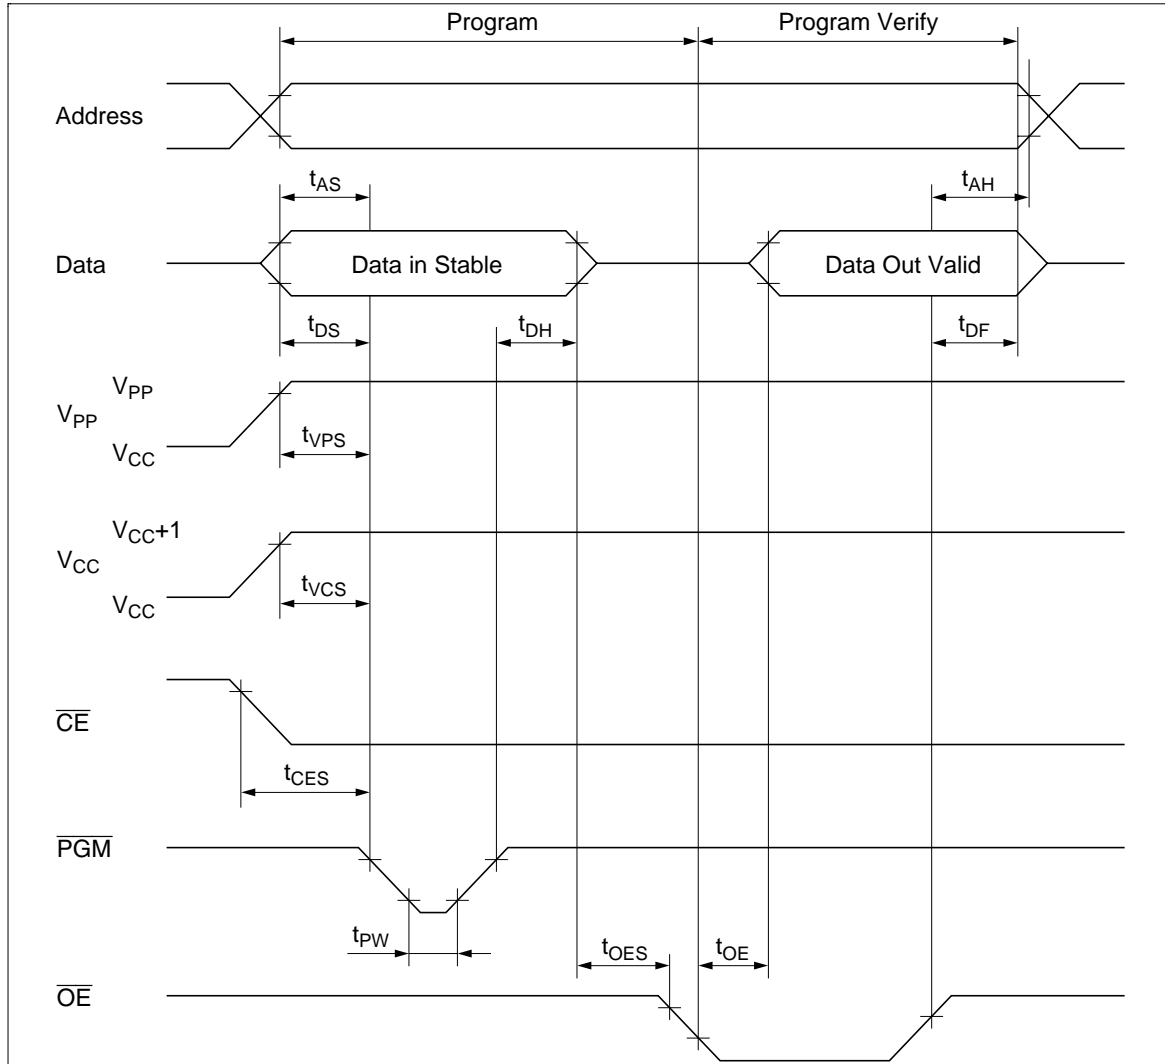 Program Program Verify
Address
tAS tAH
Data Data in Stable Data Out Valid
tDS tDH tDF
VPP
VPP
tVPS
VCC
VCC+1
VCC
tVCS
VCC
CE
tCES
PGM
tPW
tOES tOE
OE